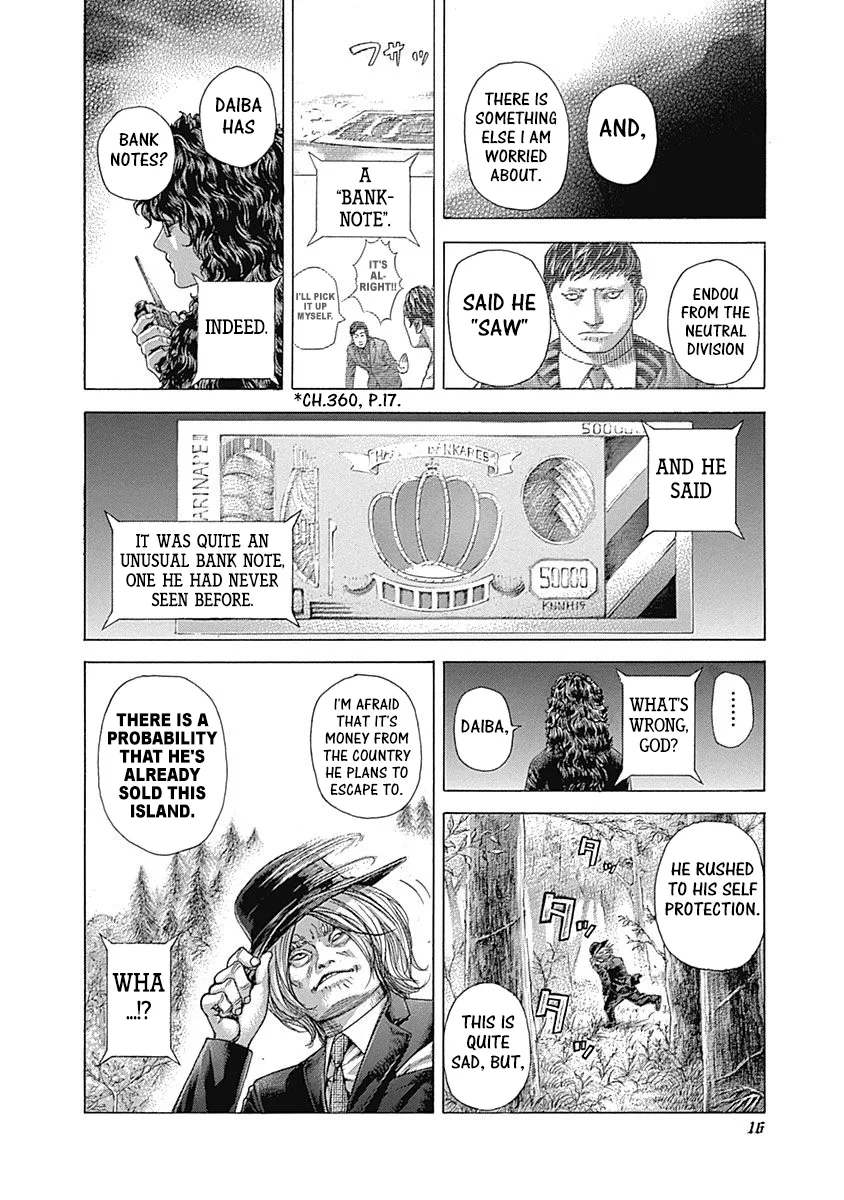 AND,
THERE IS
SOMETHING
ELSE I AM
WORRIED
ABOUT.
ENDOU
FROM THE
NEUTRAL
DIVISION
SAID HE
"SAW"
フサッ
A
"BANK-
NOTE".
IT'S
AL-
RIGHT!!
I'LL PICK
IT UP
MYSELF.
*CH.360, P.17.
DAIBA
HAS
BANK
NOTES?
INDEED.
AND HE
SAID
50000
50000
KNNH19
IT WAS QUITE AN
UNUSUAL BANK NOTE,
ONE HE HAD NEVER
SEEN BEFORE.
......
WHAT'S
WRONG,
GOD?
DAIBA,
HE RUSHED
TO HIS SELF
PROTECTION.
タッ
タッ
タッ
THIS IS
QUITE
SAD, BUT,
I'M AFRAID
THAT IT'S
MONEY FROM
THE COUNTRY
HE PLANS TO
ESCAPE TO.
THERE IS A
PROBABILITY
THAT HE'S
ALREADY
SOLD THIS
ISLAND.
WHA
...!?
16